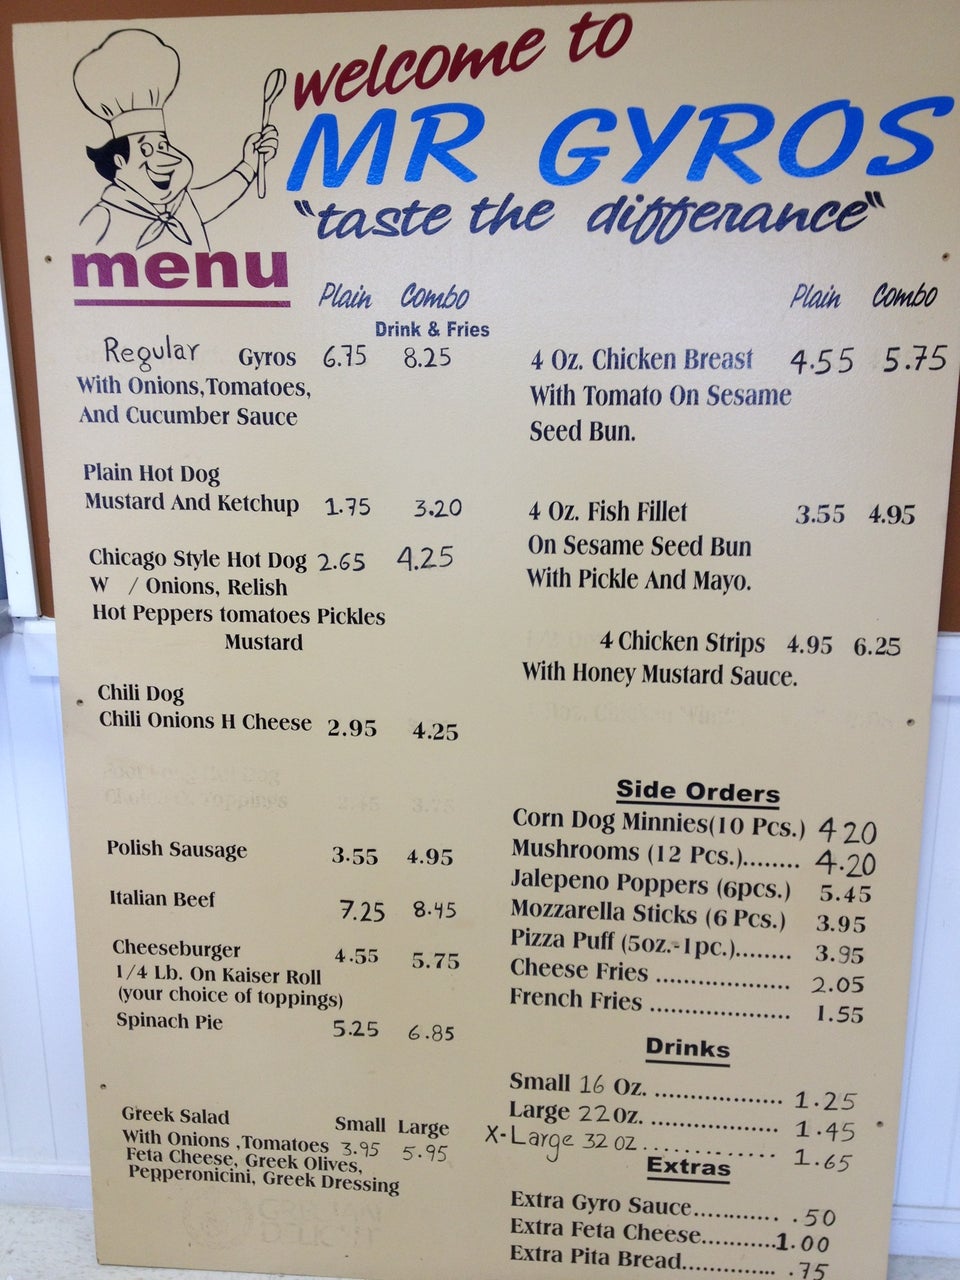 welcome to
MR GYROS
"taste the differance"
menu
Plain Combo
Drink & Fries
Regular Gyros 6.75 8.25
With Onions,Tomatoes,
And Cucumber Sauce
Plain Hot Dog
Mustard And Ketchup 1.75 3.20
Chicago Style Hot Dog 2.65 4.25
W / Onions, Relish
Hot Peppers tomatoes Pickles
Mustard
Chili Dog
Chili Onions H Cheese 2.95 4.25
Polish Sausage 3.55 4.95
Italian Beef 7.25 8.45
Cheeseburger 4.55 5.75
1/4 Lb. On Kaiser Roll
(your choice of toppings)
Spinach Pie 5.25 6.85
Greek Salad Small Large
With Onions ,Tomatoes 3.95 5.95
Feta Cheese, Greek Olives,
Pepperonicini, Greek Dressing
Plain Combo
4 Oz. Chicken Breast 4.55 5.75
With Tomato On Sesame
Seed Bun.
4 Oz. Fish Fillet 3.55 4.95
On Sesame Seed Bun
With Pickle And Mayo.
4 Chicken Strips 4.95 6.25
With Honey Mustard Sauce.
Side Orders
Corn Dog Minnies(10 Pcs.) 4 20
Mushrooms (12 Pcs.)........ 4.20
Jalepeno Poppers (6pcs.) 5.45
Mozzarella Sticks (6 Pcs.) 3.95
Pizza Puff (5oz.-1pc.)........ 3.95
Cheese Fries ................... 2.05
French Fries .................... 1.55
Drinks
Small 16 Oz. .................. 1.25
Large 22 oz. ................... 1.45
X-Large 32 oz ............. 1.65
Extras
Extra Gyro Sauce............ .50
Extra Feta Cheese..........1.00
Extra Pita Bread............. .75